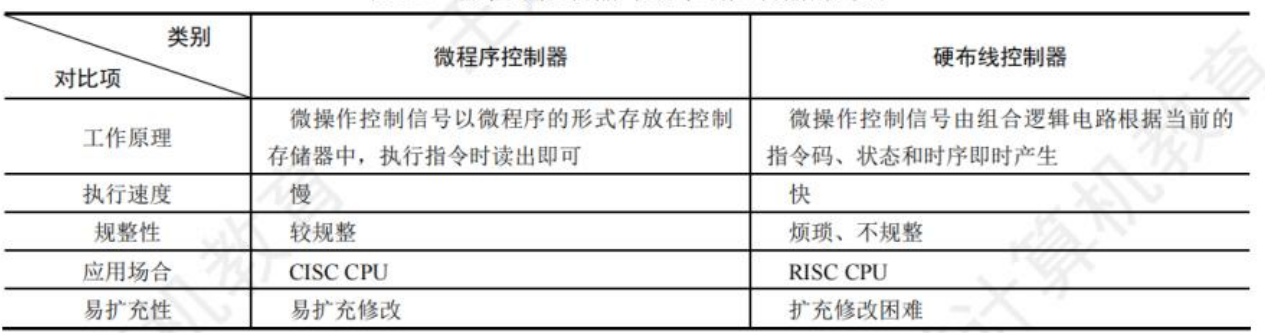 类别
对比项
微程序控制器
硬布线控制器
工作原理
微操作控制信号以微程序的形式存放在控制
存储器中，执行指令时读出即可
微操作控制信号由组合逻辑电路根据当前的
指令码、状态和时序即时产生
执行速度
慢
快
规整性
较规整
烦琐、不规整
应用场合
CISC CPU
RISC CPU
易扩充性
易扩充修改
扩充修改困难